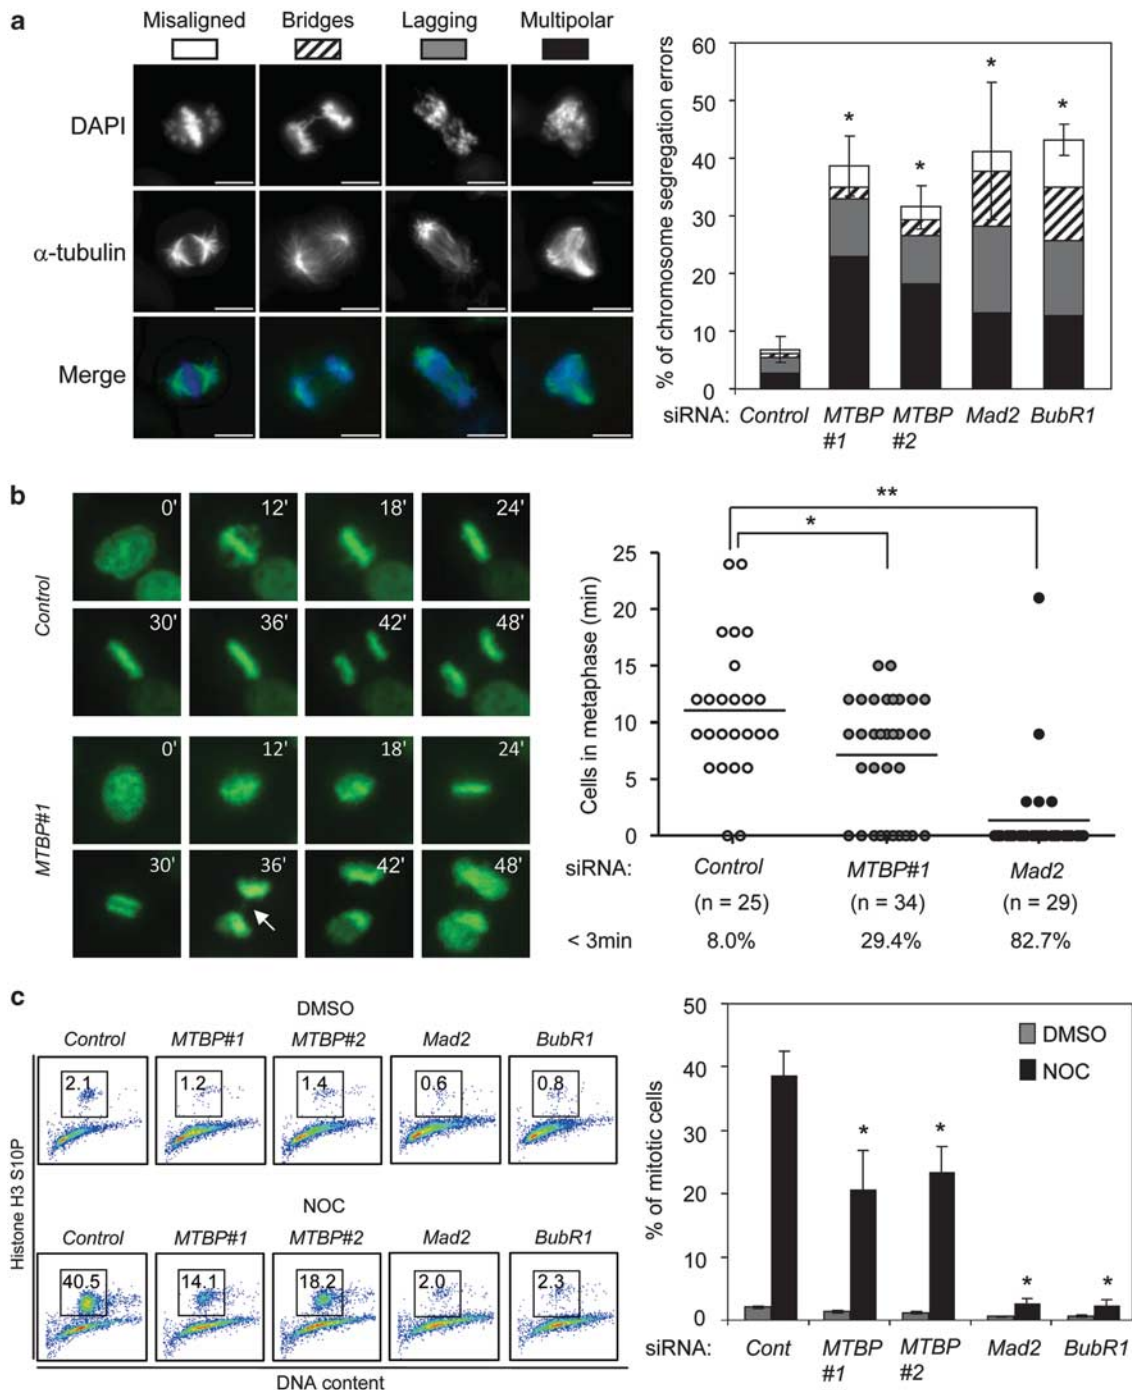 a
Misaligned Bridges Lagging Multipolar
DAPI
α-tubulin
Merge
% of chromosome segregation errors
60
50
40
30
20
10
0
* * * *
siRNA: Control MTBP #1 MTBP #2 Mad2 BubR1
b
Control
0' 12' 18' 24'
30' 36' 42' 48'
MTBP#1
0' 12' 18' 24'
30' 36' 42' 48'
**
*
Cells in metaphase (min)
25
20
15
10
5
0
siRNA: Control MTBP#1 Mad2
(n = 25) (n = 34) (n = 29)
< 3min 8.0% 29.4% 82.7%
c
DMSO
Control MTBP#1 MTBP#2 Mad2 BubR1
2.1 1.2 1.4 0.6 0.8
NOC
Control MTBP#1 MTBP#2 Mad2 BubR1
40.5 14.1 18.2 2.0 2.3
Histone H3 S10P
DNA content
% of mitotic cells
50
40
30
20
10
0
DMSO
NOC
* * * *
siRNA: Cont MTBP #1 MTBP #2 Mad2 BubR1